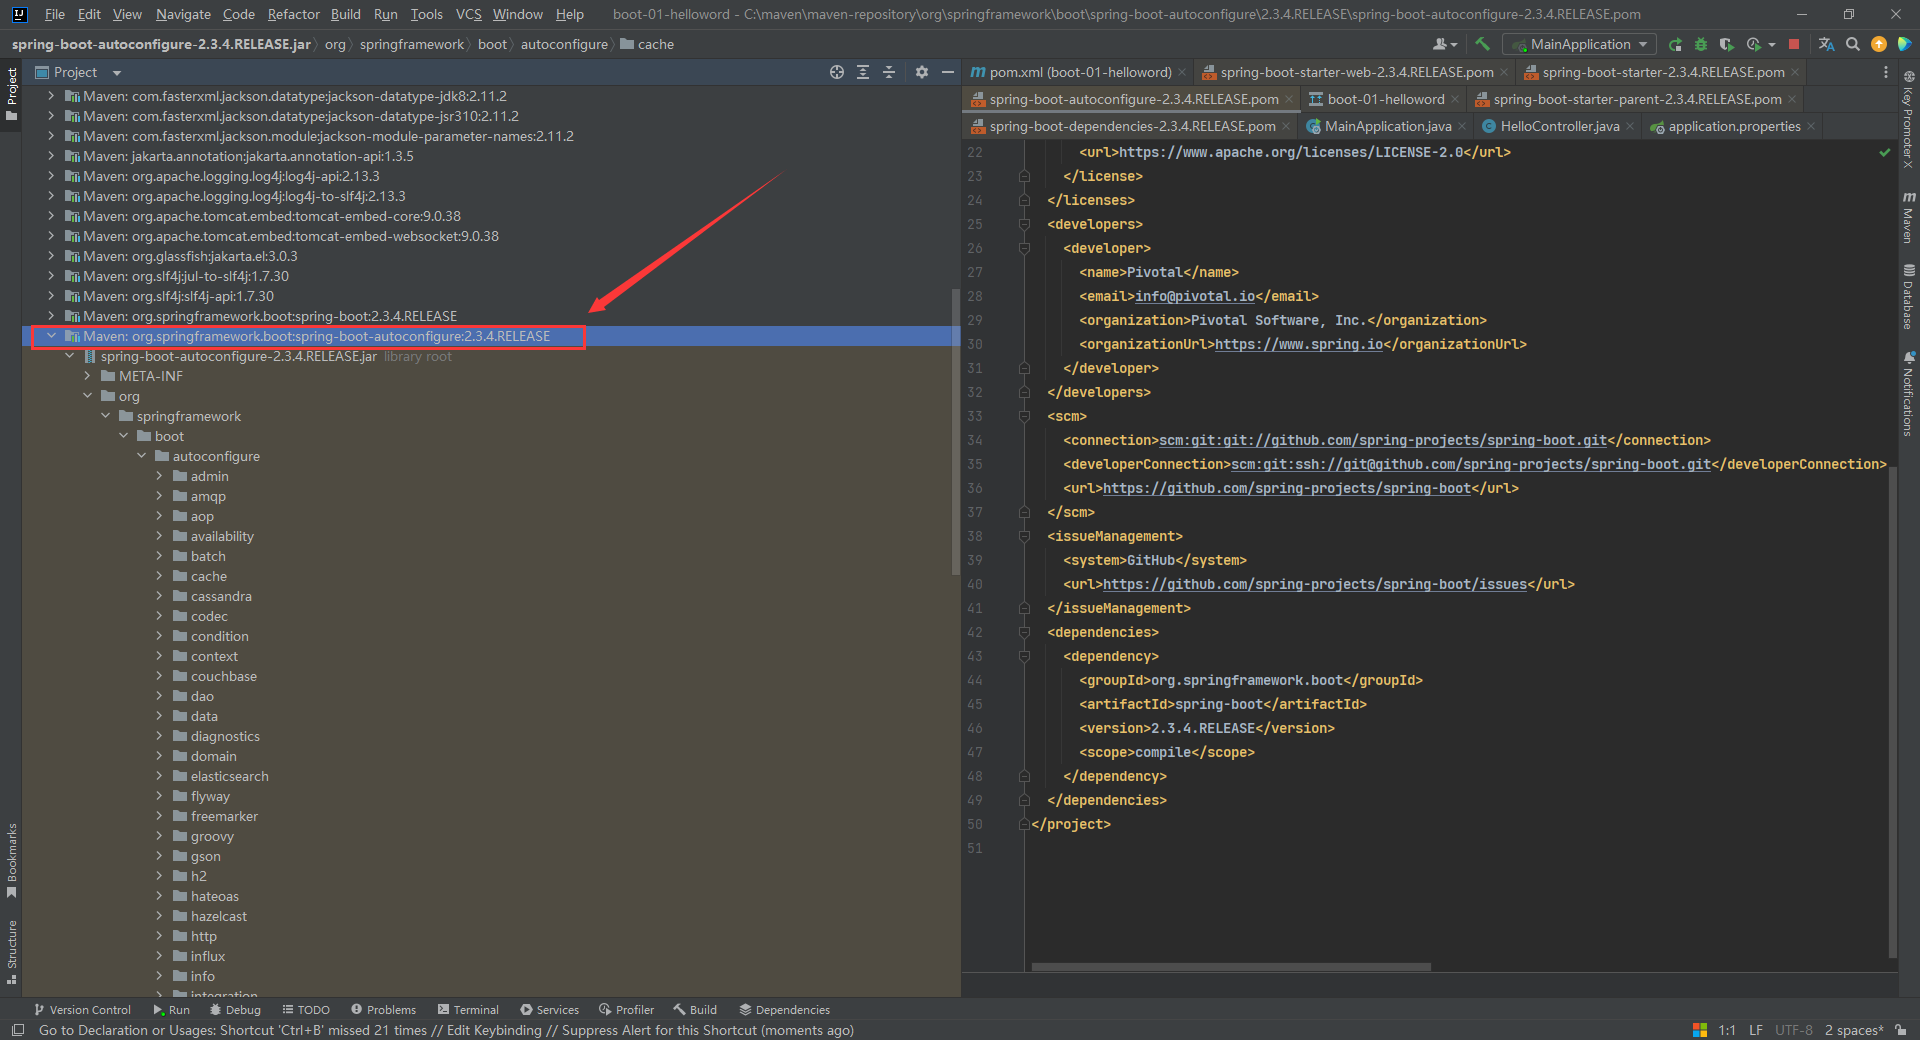 File Edit View Navigate Code Refactor Build Run Tools VCS Window Help boot-01-helloword - C:\maven\maven-repository\org\springframework\boot\spring-boot-autoconfigure\2.3.4.RELEASE\spring-boot-autoconfigure-2.3.4.RELEASE.pom
spring-boot-autoconfigure-2.3.4.RELEASE.jar org springframework boot autoconfigure cache MainApplication
Project
Project
Maven: com.fasterxml.jackson.datatype:jackson-datatype-jdk8:2.11.2
Maven: com.fasterxml.jackson.datatype:jackson-datatype-jsr310:2.11.2
Maven: com.fasterxml.jackson.module:jackson-module-parameter-names:2.11.2
Maven: jakarta.annotation:jakarta.annotation-api:1.3.5
Maven: org.apache.logging.log4j:log4j-api:2.13.3
Maven: org.apache.logging.log4j:log4j-to-slf4j:2.13.3
Maven: org.apache.tomcat.embed:tomcat-embed-core:9.0.38
Maven: org.apache.tomcat.embed:tomcat-embed-websocket:9.0.38
Maven: org.glassfish:jakarta.el:3.0.3
Maven: org.slf4j:jul-to-slf4j:1.7.30
Maven: org.slf4j:slf4j-api:1.7.30
Maven: org.springframework.boot:spring-boot:2.3.4.RELEASE
Maven: org.springframework.boot:spring-boot-autoconfigure:2.3.4.RELEASE
spring-boot-autoconfigure-2.3.4.RELEASE.jar library root
META-INF
org
springframework
boot
autoconfigure
admin
amqp
aop
availability
batch
cache
cassandra
codec
condition
context
couchbase
dao
data
diagnostics
domain
elasticsearch
flyway
freemarker
groovy
gson
h2
hateoas
hazelcast
http
influx
info
integration
Bookmarks
Structure
pom.xml (boot-01-helloword) spring-boot-starter-web-2.3.4.RELEASE.pom spring-boot-starter-2.3.4.RELEASE.pom
spring-boot-autoconfigure-2.3.4.RELEASE.pom boot-01-helloword spring-boot-starter-parent-2.3.4.RELEASE.pom
spring-boot-dependencies-2.3.4.RELEASE.pom MainApplication.java HelloController.java application.properties
22 <url>https://www.apache.org/licenses/LICENSE-2.0</url>
23 </license>
24 </licenses>
25 <developers>
26 <developer>
27 <name>Pivotal</name>
28 <email>info@pivotal.io</email>
29 <organization>Pivotal Software, Inc.</organization>
30 <organizationUrl>https://www.spring.io</organizationUrl>
31 </developer>
32 </developers>
33 <scm>
34 <connection>scm:git:git://github.com/spring-projects/spring-boot.git</connection>
35 <developerConnection>scm:git:ssh://git@github.com/spring-projects/spring-boot.git</developerConnection>
36 <url>https://github.com/spring-projects/spring-boot</url>
37 </scm>
38 <issueManagement>
39 <system>GitHub</system>
40 <url>https://github.com/spring-projects/spring-boot/issues</url>
41 </issueManagement>
42 <dependencies>
43 <dependency>
44 <groupId>org.springframework.boot</groupId>
45 <artifactId>spring-boot</artifactId>
46 <version>2.3.4.RELEASE</version>
47 <scope>compile</scope>
48 </dependency>
49 </dependencies>
50 </project>
51
Key Promoter X
Maven
Database
Notifications
Version Control Run Debug TODO Problems Terminal Services Profiler Build Dependencies
Go to Declaration or Usages: Shortcut 'Ctrl+B' missed 21 times // Edit Keybinding // Suppress Alert for this Shortcut (moments ago) 1:1 LF UTF-8 2 spaces*